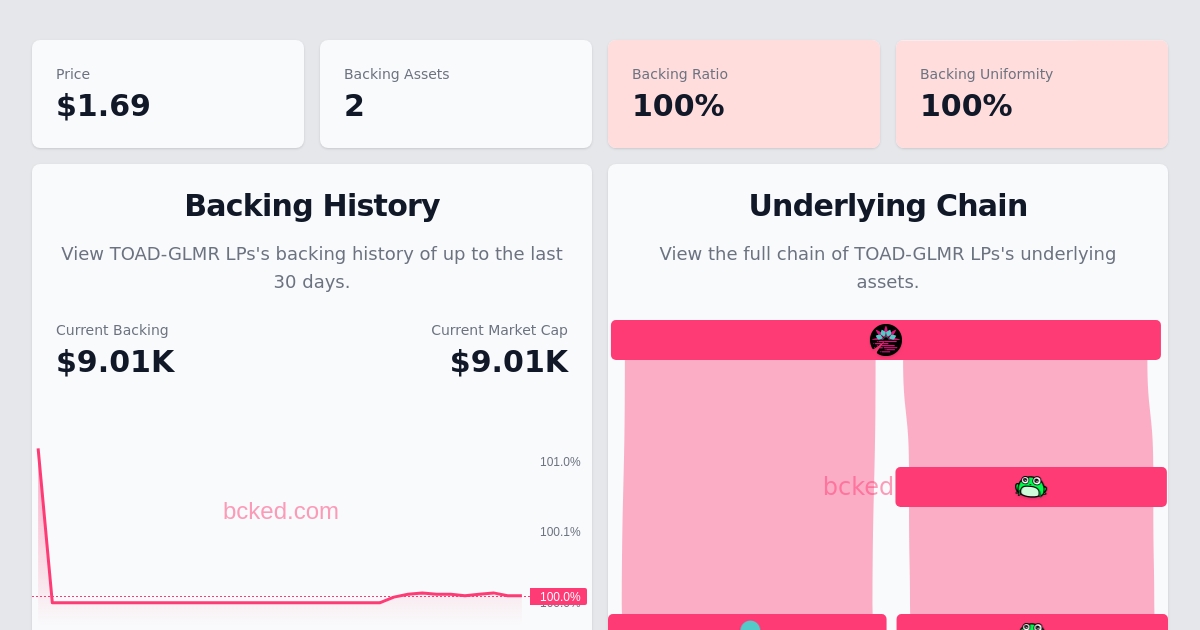 Price
$1.69
Backing Assets
2
Backing Ratio
100%
Backing Uniformity
100%
Backing History
View TOAD-GLMR LPs's backing history of up to the last
30 days.
Current Backing
$9.01K
Current Market Cap
$9.01K
101.0%
bcked.com
100.1%
100.0%
Underlying Chain
View the full chain of TOAD-GLMR LPs's underlying
assets.
bcked